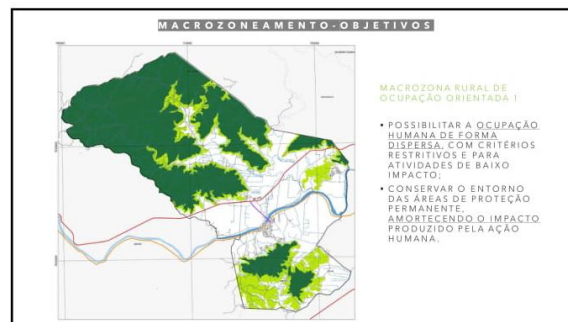 MACROZONEAMENTO-OBJETIVOS
MACROZONA RURAL DE
OCUPAÇÃO ORIENTADA 1
• POSSIBILITAR A OCUPAÇÃO
HUMANA DE FORMA
DISPERSA, COM CRITÉRIOS
RESTRITIVOS E PARA
ATIVIDADES DE BAIXO
IMPACTO;
• CONSERVAR O ENTORNO
DAS ÁREAS DE PROTEÇÃO
PERMANENTE,
AMORTECENDO O IMPACTO
PRODUZIDO PELA AÇÃO
HUMANA.